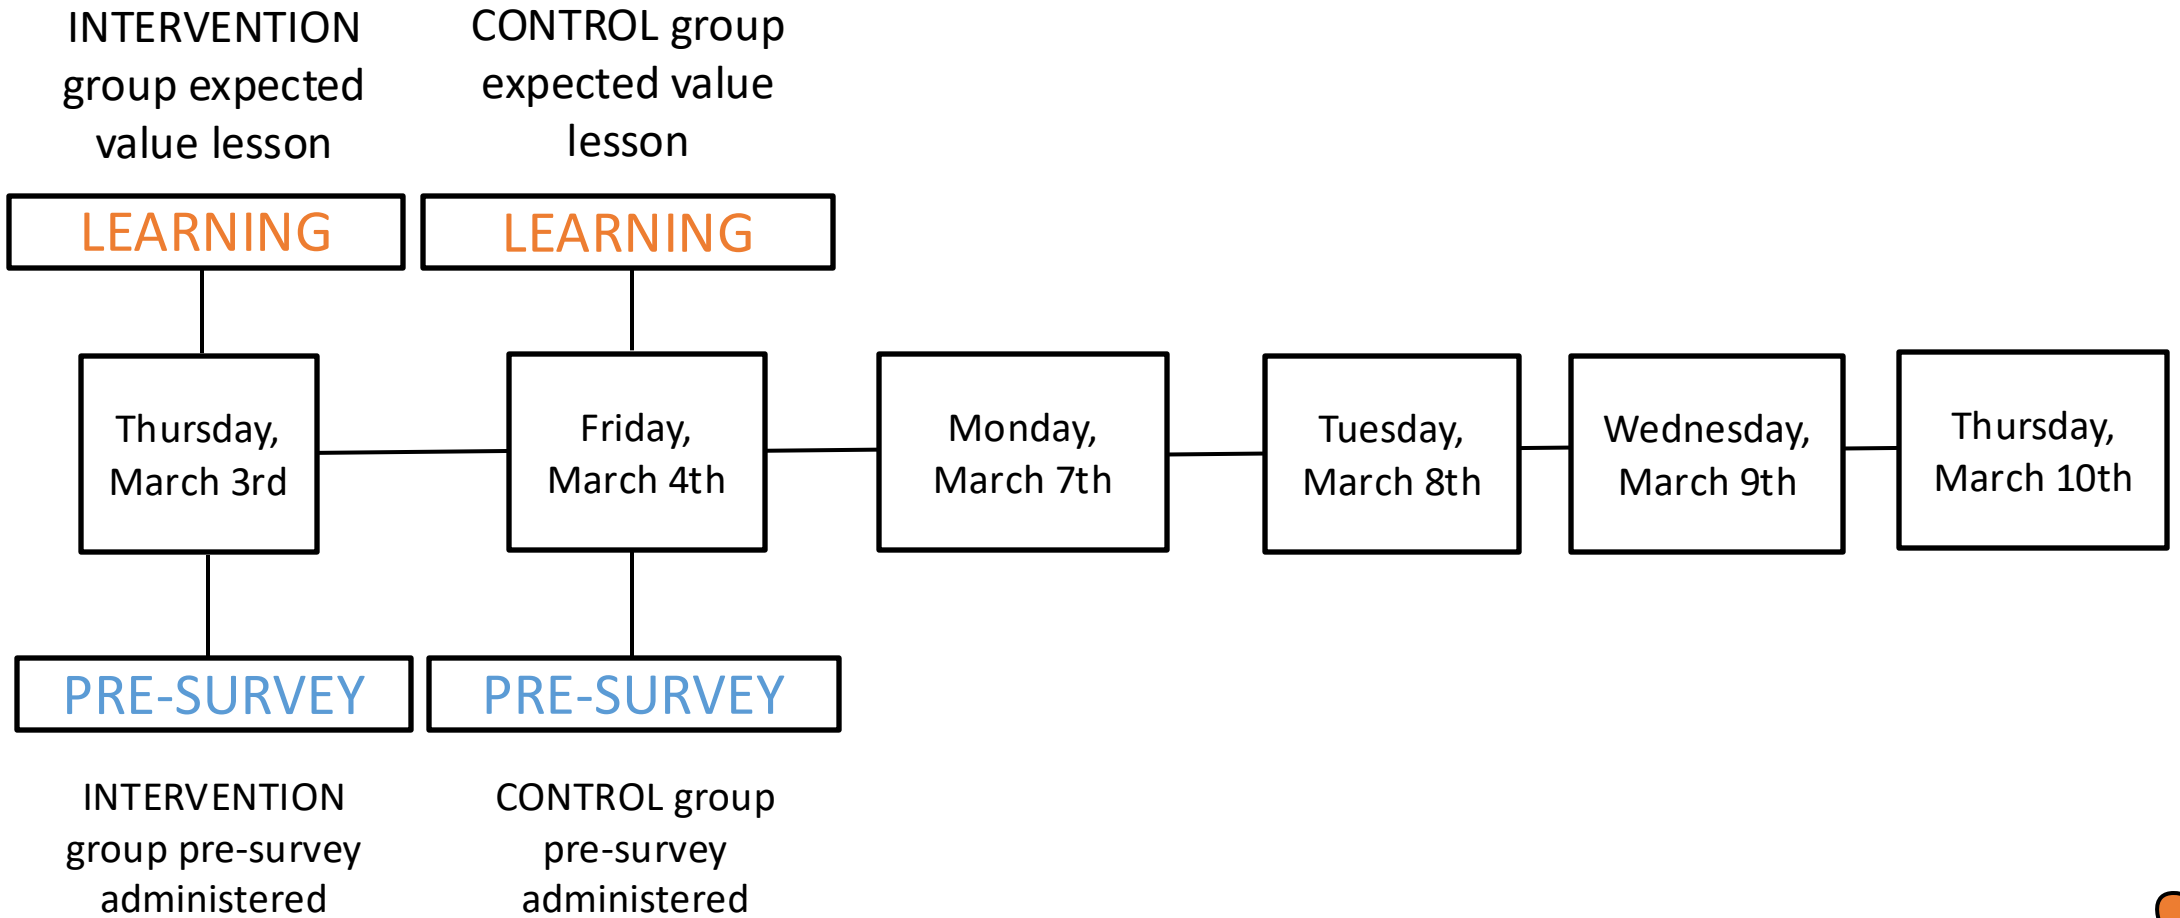 INTERVENTION
group expected
value lesson
CONTROL group
expected value
lesson
LEARNING
LEARNING
Thursday,
March 3rd
Friday,
March 4th
Monday,
March 7th
Tuesday,
March 8th
Wednesday,
March 9th
Thursday,
March 10th
PRE-SURVEY
PRE-SURVEY
INTERVENTION
group pre-survey
administered
CONTROL group
pre-survey
administered